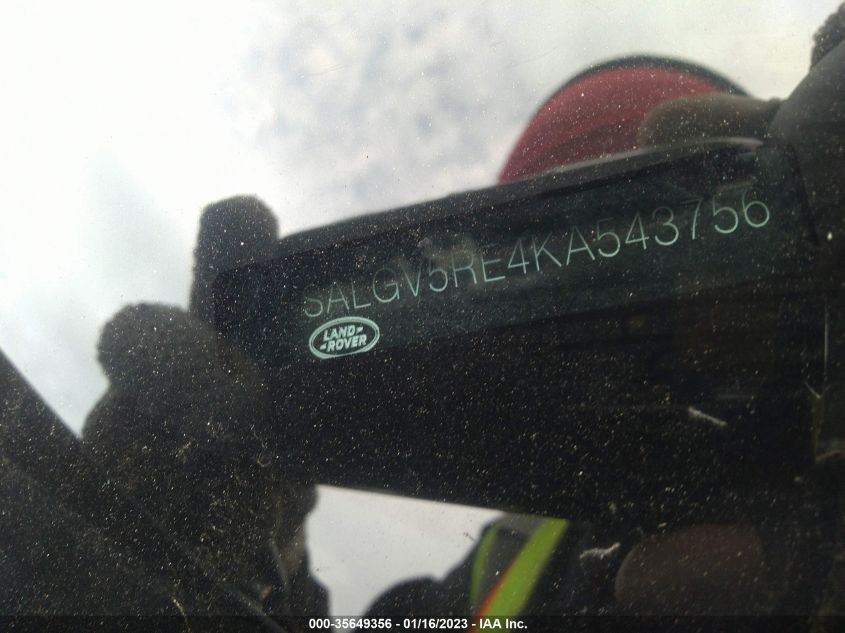 SALGV5RE4KA543756
LAND-
-ROVER
000-35649356 - 01/16/2023 - IAA Inc.